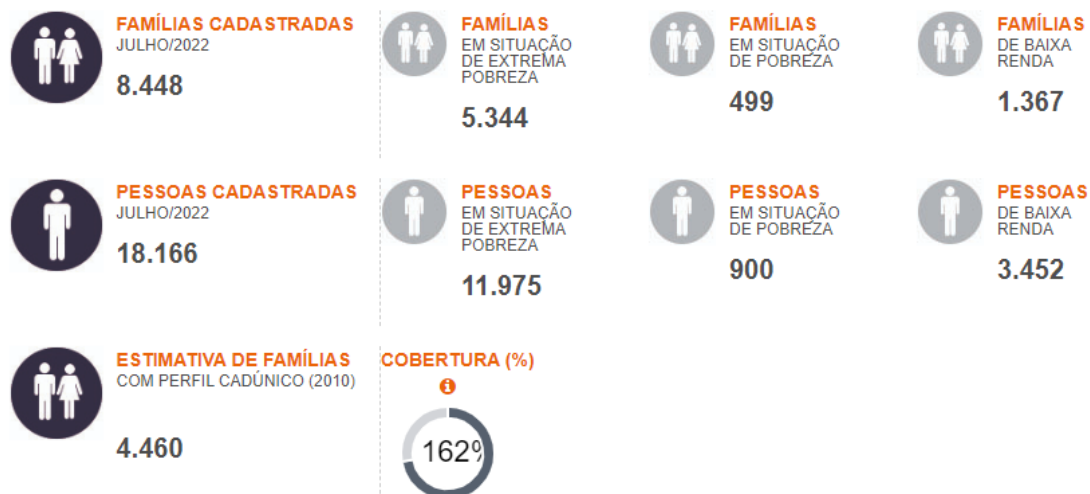 FAMÍLIAS CADASTRADAS
JULHO/2022
8.448
FAMÍLIAS
EM SITUAÇÃO
DE EXTREMA
POBREZA
5.344
FAMÍLIAS
EM SITUAÇÃO
DE POBREZA
499
FAMÍLIAS
DE BAIXA
RENDA
1.367
PESSOAS CADASTRADAS
JULHO/2022
18.166
PESSOAS
EM SITUAÇÃO
DE EXTREMA
POBREZA
11.975
PESSOAS
EM SITUAÇÃO
DE POBREZA
900
PESSOAS
DE BAIXA
RENDA
3.452
ESTIMATIVA DE FAMÍLIAS
COM PERFIL CADÚNICO (2010)
4.460
COBERTURA (%)
162%